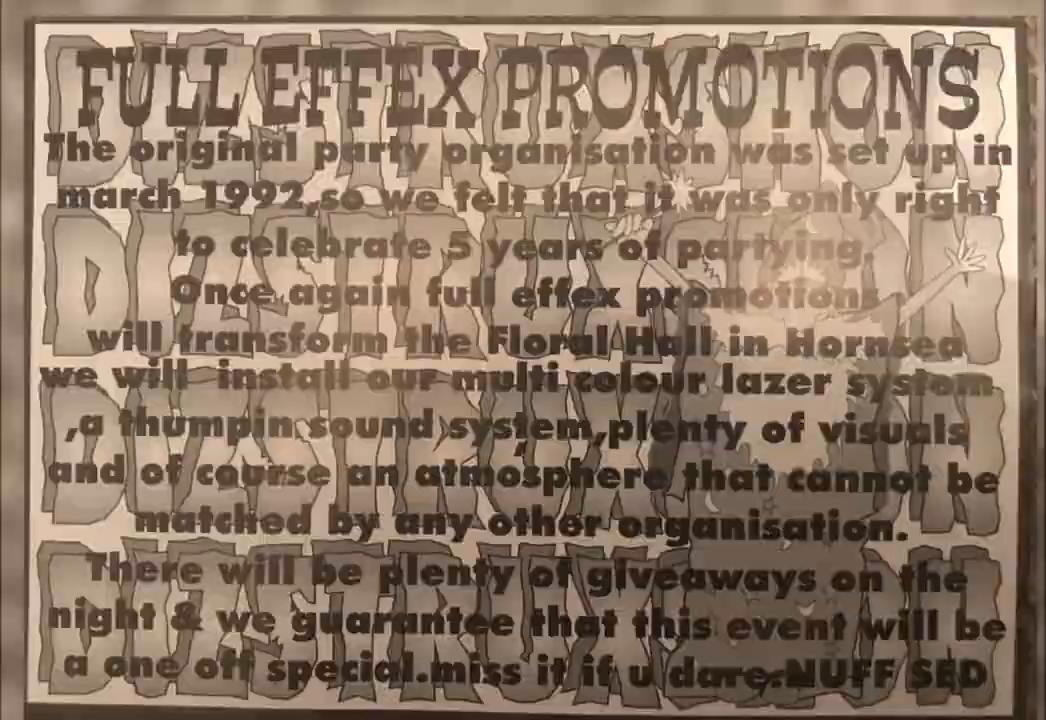 FULL EFFEX PROMOTIONS
The original party organisation was set up in
march 1992,so we felt that it was only right
to celebrate 5 years of partying.
Once again full effex promotions
will transform the Floral Hall in Hornsea
we will install our multi colour lazer system
,a thumpin sound system,plenty of visuals
and of course an atmosphere that cannot be
matched by any other organisation.
There will be plenty of giveaways on the
night & we guarantee that this event will be
a one off special.miss it if u dare.NUFF SED